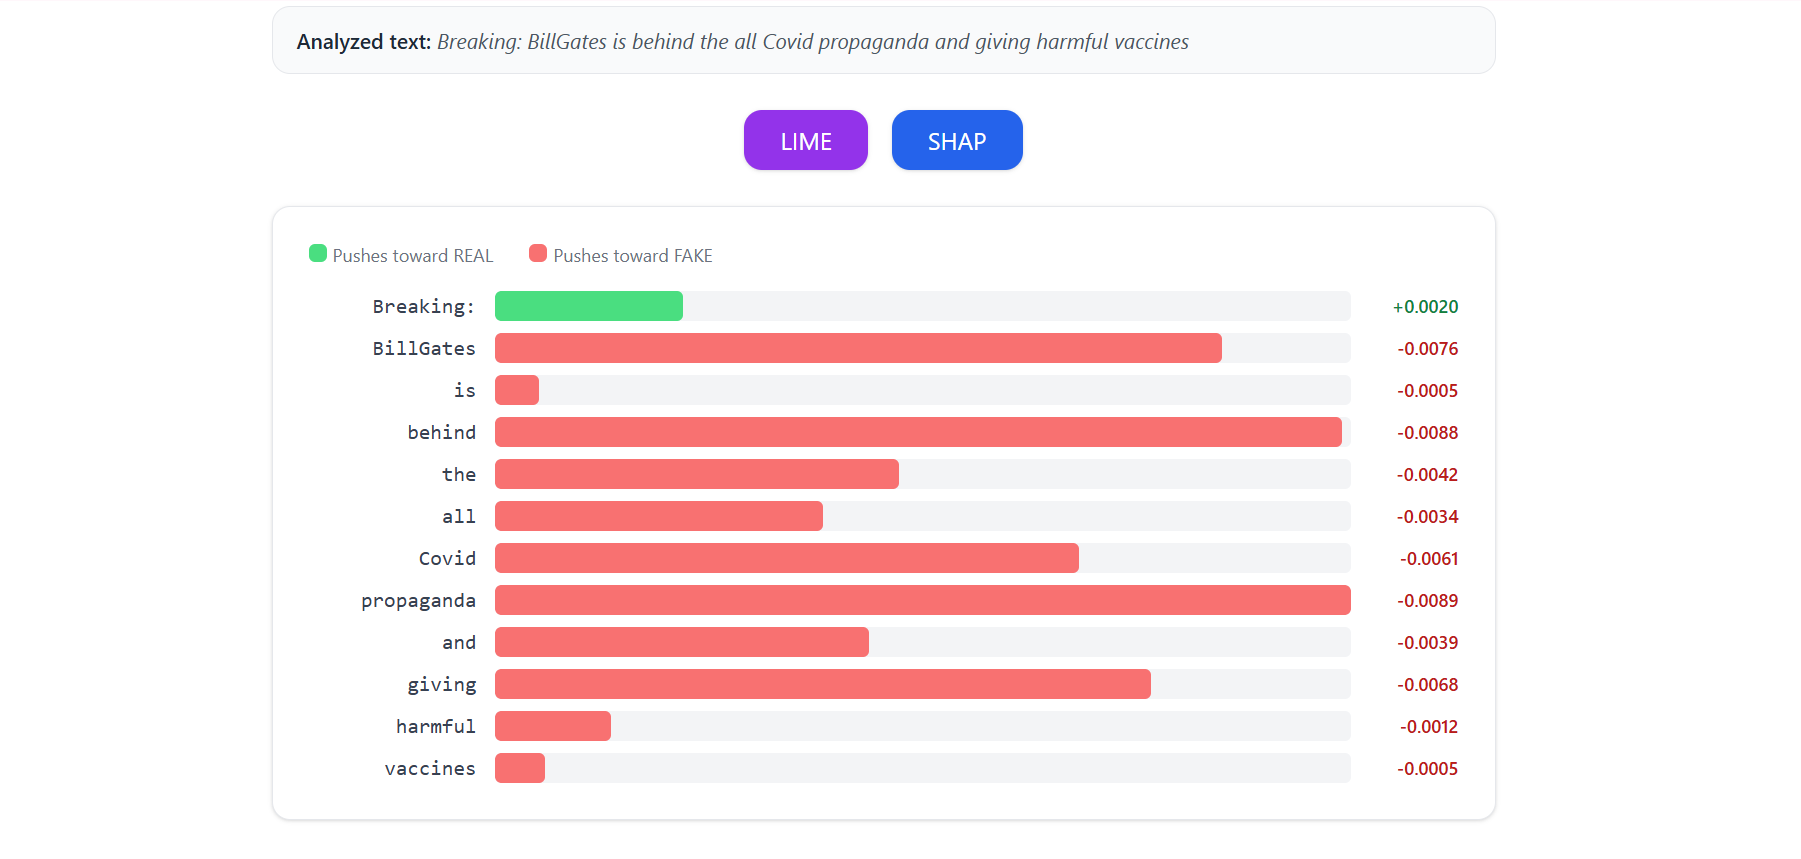 Analyzed text: Breaking: BillGates is behind the all Covid propaganda and giving harmful vaccines
LIME SHAP
Pushes toward REAL Pushes toward FAKE
Breaking: +0.0020
BillGates -0.0076
is -0.0005
behind -0.0088
the -0.0042
all -0.0034
Covid -0.0061
propaganda -0.0089
and -0.0039
giving -0.0068
harmful -0.0012
vaccines -0.0005